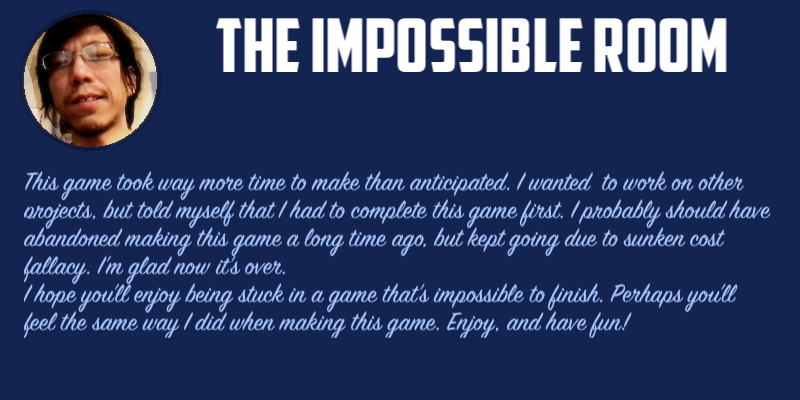 THE IMPOSSIBLE ROOM
This game took way more time to make than anticipated. I wanted to work on other
projects, but told myself that I had to complete this game first. I probably should have
abandoned making this game a long time ago, but kept going due to sunken cost
fallacy. I'm glad now it's over.
I hope you'll enjoy being stuck in a game that's impossible to finish. Perhaps you'll
feel the same way I did when making this game. Enjoy, and have fun!